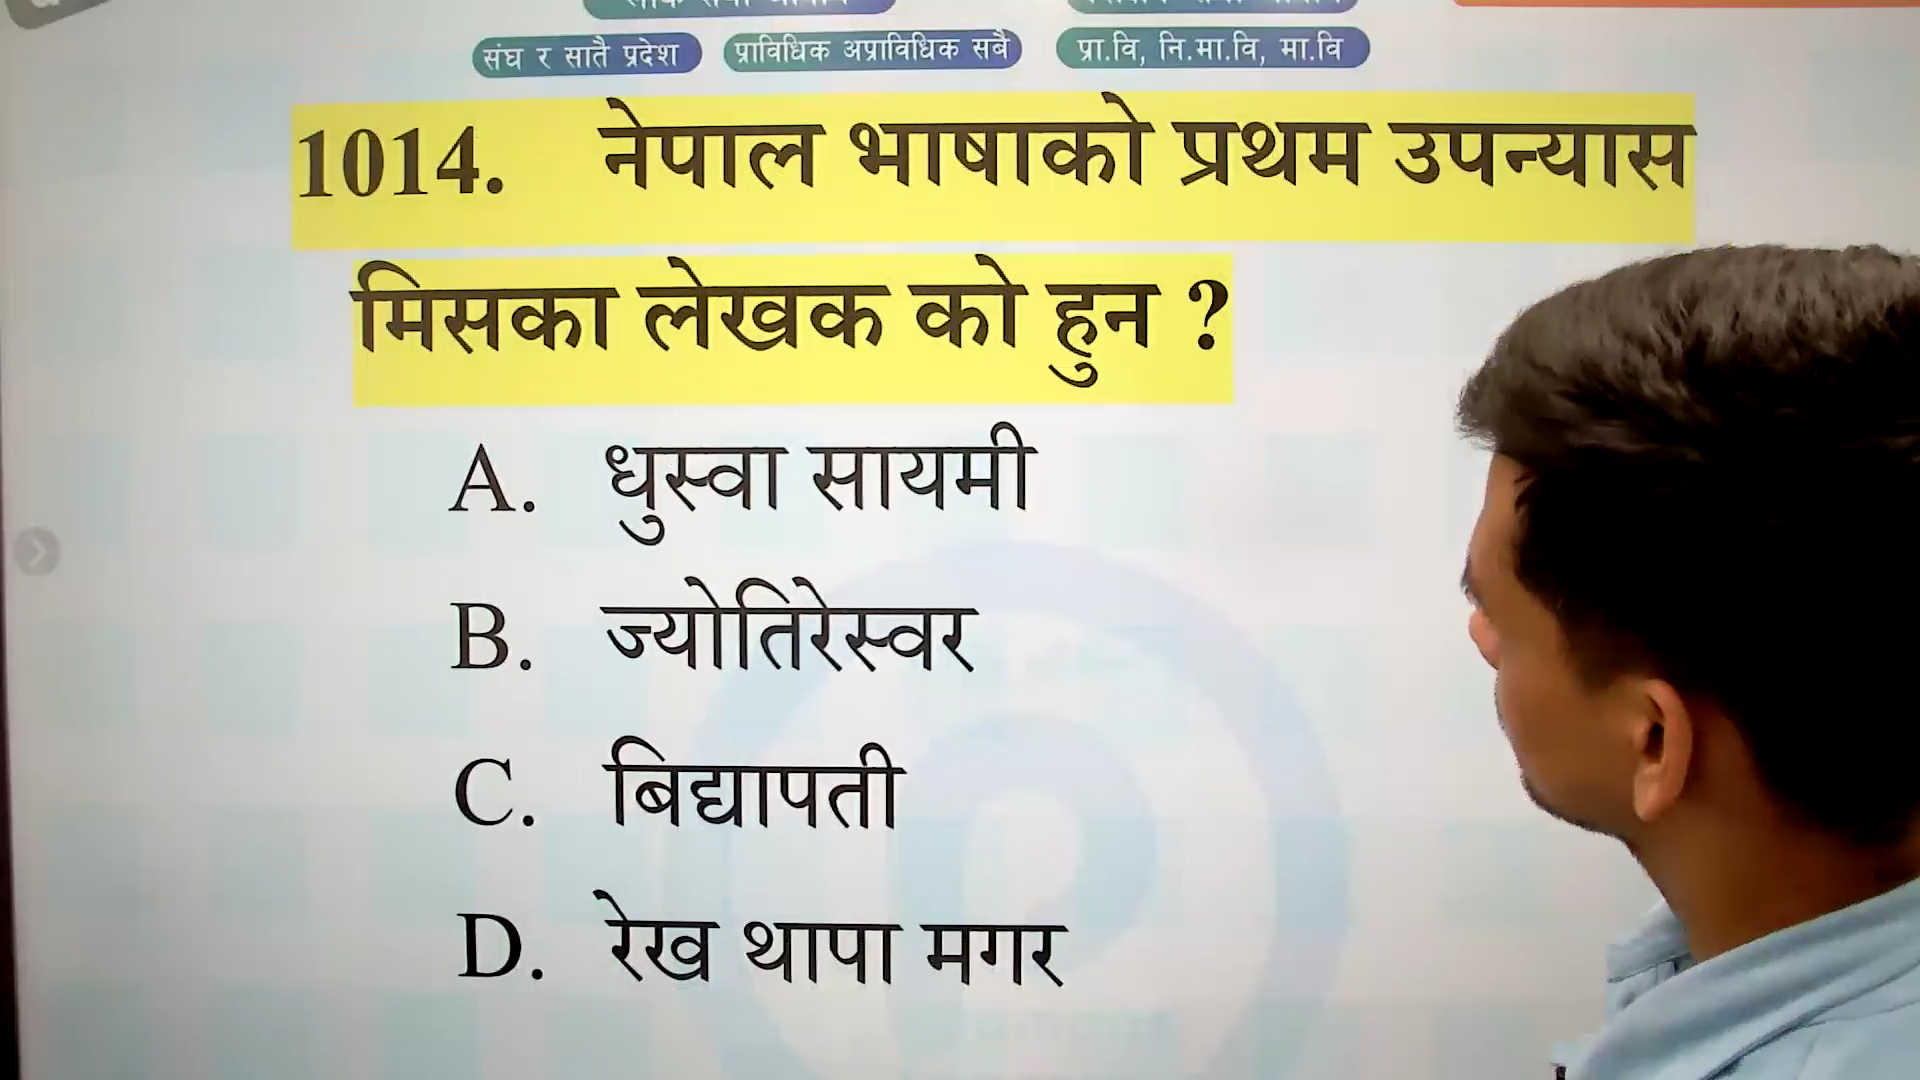 संघ र सातै प्रदेश प्राविधिक अप्राविधिक सबै प्रा.वि, नि.मा.वि, मा.वि
1014. नेपाल भाषाको प्रथम उपन्यास
मिसका लेखक को हुन ?
A. धुस्वा सायमी
B. ज्योतिरेस्वर
C. बिद्यापती
D. रेख थापा मगर